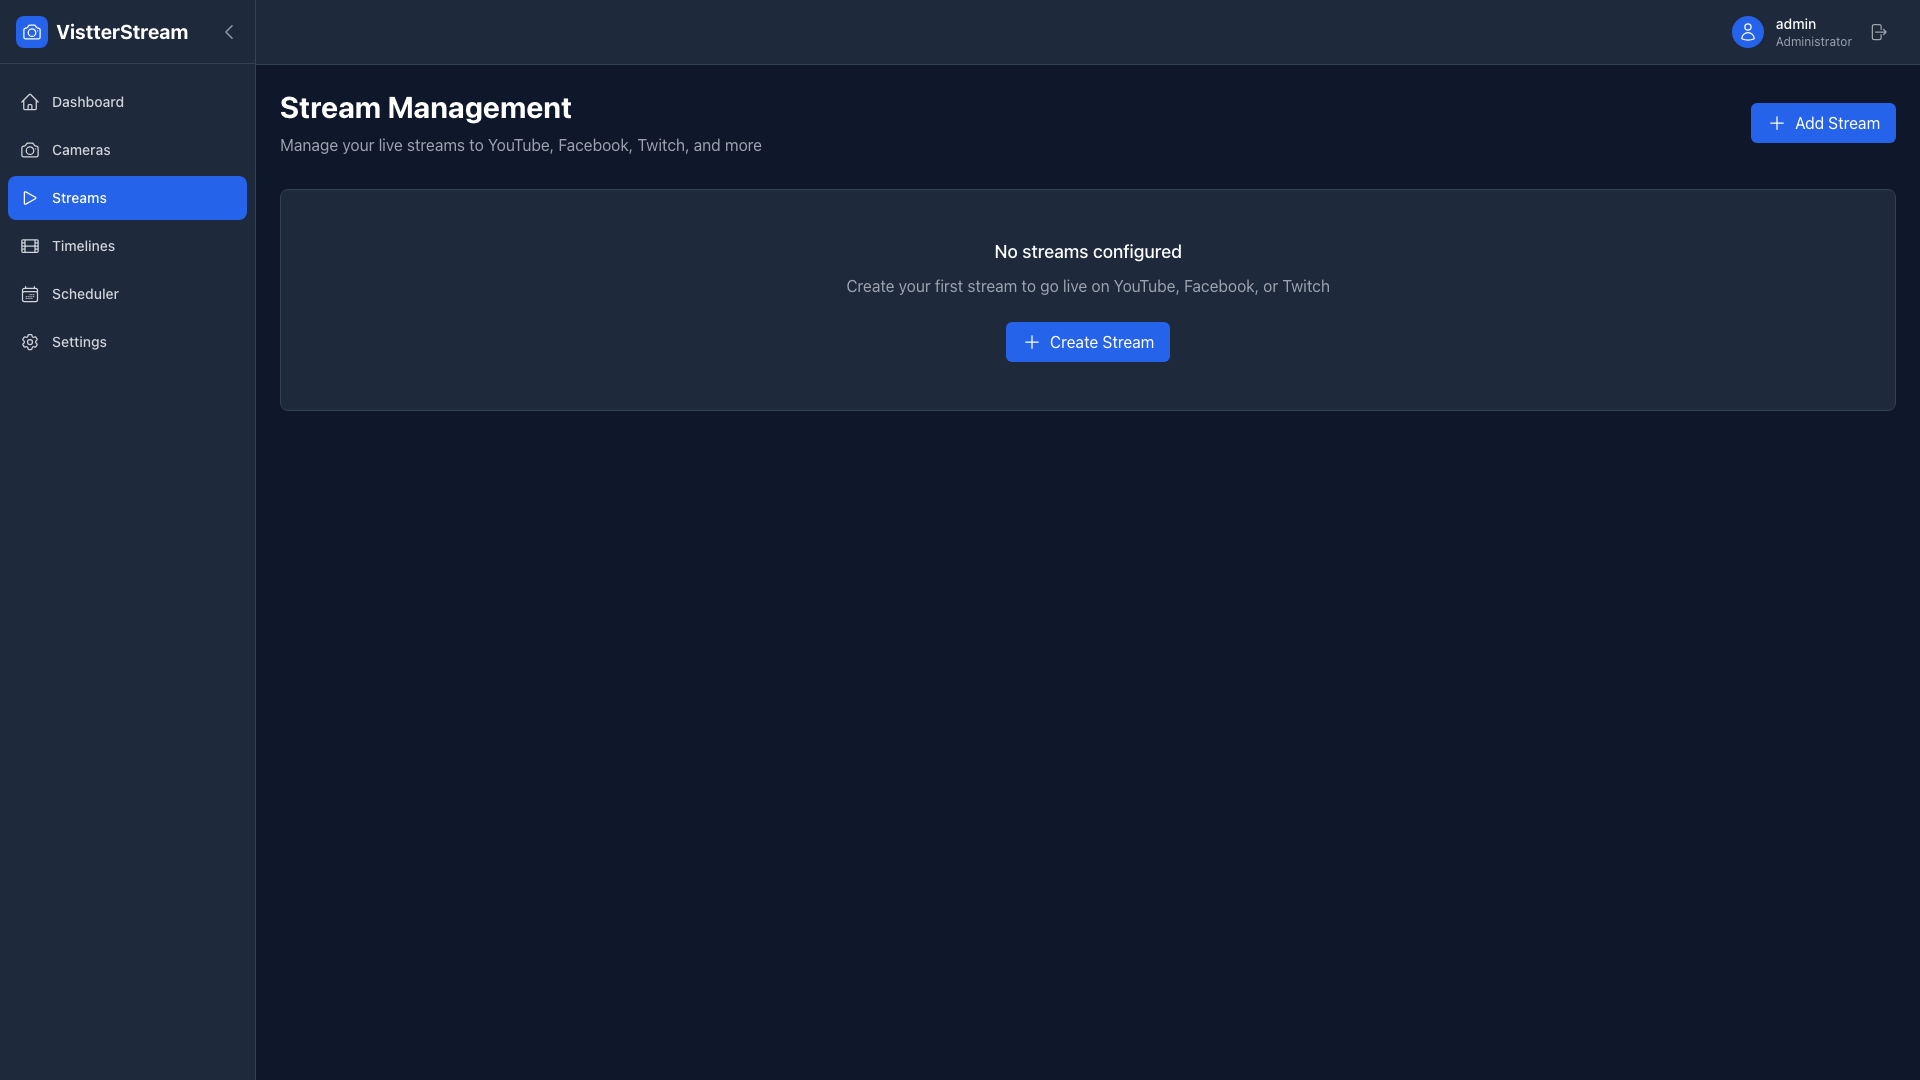 VistterStream
admin
Administrator
Dashboard
Cameras
Streams
Timelines
Scheduler
Settings
Stream Management
Manage your live streams to YouTube, Facebook, Twitch, and more
Add Stream
No streams configured
Create your first stream to go live on YouTube, Facebook, or Twitch
Create Stream